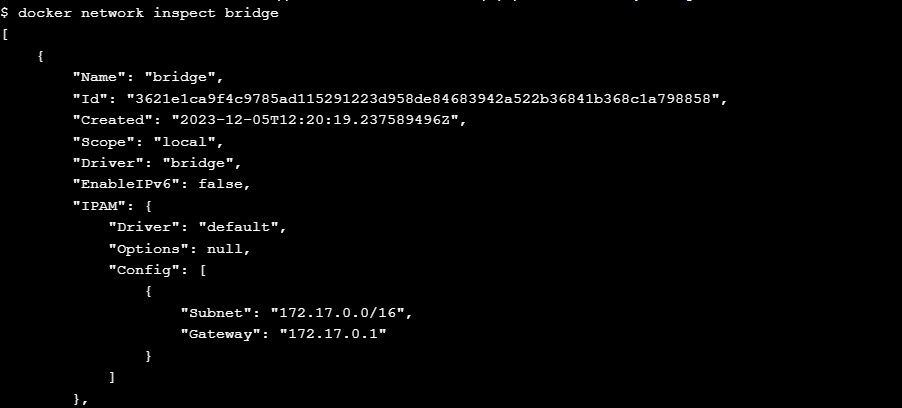 $ docker network inspect bridge
[
    {
        "Name": "bridge",
        "Id": "3621e1ca9f4c9785ad115291223d958de84683942a522b36841b368c1a798858",
        "Created": "2023-12-05T12:20:19.237589496Z",
        "Scope": "local",
        "Driver": "bridge",
        "EnableIPv6": false,
        "IPAM": {
            "Driver": "default",
            "Options": null,
            "Config": [
                {
                    "Subnet": "172.17.0.0/16",
                    "Gateway": "172.17.0.1"
                }
            ]
        },